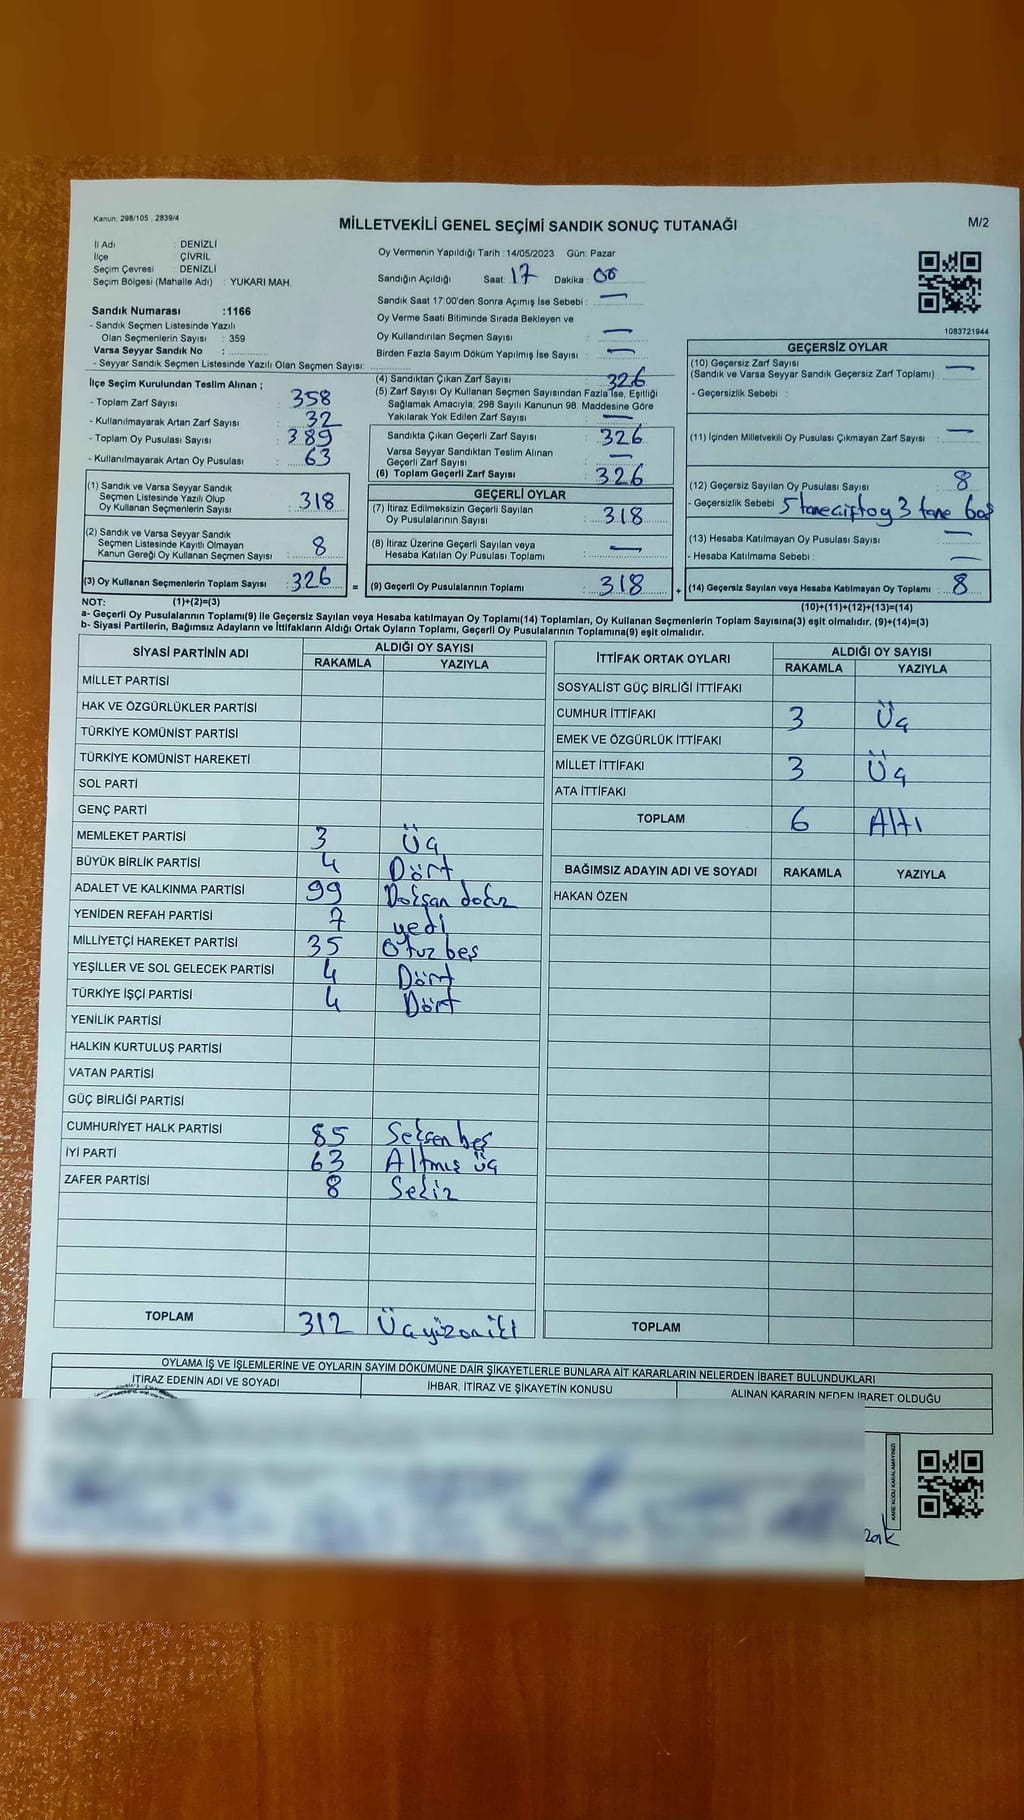 Kanun; 298/105 , 2839/4
MİLLETVEKİLİ GENEL SEÇİMİ SANDIK SONUÇ TUTANAĞI
M/2
İl Adı : DENİZLİ
İlçe : ÇİVRİL
Seçim Çevresi : DENİZLİ
Seçim Bölgesi (Mahalle Adı) : YUKARI MAH.
Sandık Numarası :1166
- Sandık Seçmen Listesinde Yazılı
Olan Seçmenlerin Sayısı : 359
Varsa Seyyar Sandık No :
- Seyyar Sandık Seçmen Listesinde Yazılı Olan Seçmen Sayısı:
Oy Vermenin Yapıldığı Tarih : 14/05/2023 Gün: Pazar
Sandığın Açıldığı Saat : 17 Dakika : 00
Sandık Saat 17:00'den Sonra Açımış İse Sebebi : —
Oy Verme Saati Bitiminde Sırada Bekleyen ve
Oy Kullandırılan Seçmen Sayısı : —
Birden Fazla Sayım Döküm Yapılmış İse Sayısı : —
1083721944
İlçe Seçim Kurulundan Teslim Alınan ;
- Toplam Zarf Sayısı : 358
- Kullanılmayarak Artan Zarf Sayısı : 32
- Toplam Oy Pusulası Sayısı : 389
- Kullanılmayarak Artan Oy Pusulası : 63
(1) Sandık ve Varsa Seyyar Sandık
Seçmen Listesinde Yazılı Olup
Oy Kullanan Seçmenlerin Sayısı : 318
(2) Sandık ve Varsa Seyyar Sandık
Seçmen Listesinde Kayıtlı Olmayan
Kanun Gereği Oy Kullanan Seçmen Sayısı : 8
(3) Oy Kullanan Seçmenlerin Toplam Sayısı : 326 =
(4) Sandıktan Çıkan Zarf Sayısı : 326
(5) Zarf Sayısı Oy Kullanan Seçmen Sayısından Fazla İse, Eşitliği
Sağlamak Amacıyla; 298 Sayılı Kanunun 98. Maddesine Göre
Yakılarak Yok Edilen Zarf Sayısı : —
Sandıkta Çıkan Geçerli Zarf Sayısı : 326
Varsa Seyyar Sandıktan Teslim Alınan
Geçerli Zarf Sayısı : —
(6) Toplam Geçerli Zarf Sayısı : 326
GEÇERLİ OYLAR
(7) İtiraz Edilmeksizin Geçerli Sayılan
Oy Pusulalarının Sayısı : 318
(8) İtiraz Üzerine Geçerli Sayılan veya
Hesaba Katılan Oy Pusulası Toplamı : —
(9) Geçerli Oy Pusulalarının Toplamı : 318 +
GEÇERSİZ OYLAR
(10) Geçersiz Zarf Sayısı
(Sandık ve Varsa Seyyar Sandık Geçersiz Zarf Toplamı) : —
- Geçersizlik Sebebi :
(11) İçinden Milletvekili Oy Pusulası Çıkmayan Zarf Sayısı : —
(12) Geçersiz Sayılan Oy Pusulası Sayısı : 8
- Geçersizlik Sebebi 5 tane çift oy 3 tane boş
(13) Hesaba Katılmayan Oy Pusulası Sayısı : —
- Hesaba Katılmama Sebebi : —
(14) Geçersiz Sayılan veya Hesaba Katılmayan Oy Toplamı : 8
NOT: (1)+(2)=(3)
(10)+(11)+(12)+(13)=(14)
a- Geçerli Oy Pusulalarının Toplamı(9) ile Geçersiz Sayılan veya Hesaba katılmayan Oy Toplamı(14) Toplamları, Oy Kullanan Seçmenlerin Toplam Sayısına(3) eşit olmalıdır. (9)+(14)=(3)
b- Siyasi Partilerin, Bağımsız Adayların ve İttifakların Aldığı Ortak Oyların Toplamı, Geçerli Oy Pusulalarının Toplamına(9) eşit olmalıdır.
SİYASİ PARTİNİN ADI ALDIĞI OY SAYISI
RAKAMLA YAZIYLA
MİLLET PARTİSİ
HAK VE ÖZGÜRLÜKLER PARTİSİ
TÜRKİYE KOMÜNİST PARTİSİ
TÜRKİYE KOMÜNİST HAREKETİ
SOL PARTİ
GENÇ PARTİ
MEMLEKET PARTİSİ 3 Üç
BÜYÜK BİRLİK PARTİSİ 4 Dört
ADALET VE KALKINMA PARTİSİ 99 Doksan dokuz
YENİDEN REFAH PARTİSİ 7 yedi
MİLLİYETÇİ HAREKET PARTİSİ 35 Otuz beş
YEŞİLLER VE SOL GELECEK PARTİSİ 4 Dört
TÜRKİYE İŞÇİ PARTİSİ 4 Dört
YENİLİK PARTİSİ
HALKIN KURTULUŞ PARTİSİ
VATAN PARTİSİ
GÜÇ BİRLİĞİ PARTİSİ
CUMHURİYET HALK PARTİSİ 85 Seksen beş
İYİ PARTİ 63 Altmış üç
ZAFER PARTİSİ 8 Sekiz
TOPLAM 312 Üçyüzoniki
İTTİFAK ORTAK OYLARI ALDIĞI OY SAYISI
RAKAMLA YAZIYLA
SOSYALİST GÜÇ BİRLİĞİ İTTİFAKI
CUMHUR İTTİFAKI 3 Üç
EMEK VE ÖZGÜRLÜK İTTİFAKI
MİLLET İTTİFAKI 3 Üç
ATA İTTİFAKI
TOPLAM 6 Altı
BAĞIMSIZ ADAYIN ADI VE SOYADI RAKAMLA YAZIYLA
HAKAN ÖZEN
TOPLAM
OYLAMA İŞ VE İŞLEMLERİNE VE OYLARIN SAYIM DÖKÜMÜNE DAİR ŞİKAYETLERLE BUNLARA AİT KARARLARIN NELERDEN İBARET BULUNDUKLARI
İTİRAZ EDENİN ADI VE SOYADI İHBAR, İTİRAZ VE ŞİKAYETİN KONUSU ALINAN KARARIN NEDEN İBARET OLDUĞU
KARE KODU KARALAMAYINIZ!